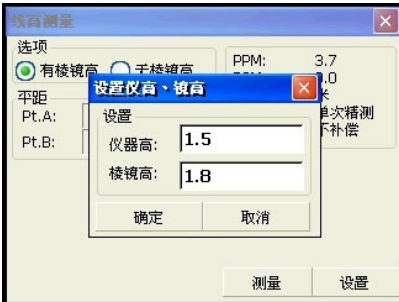 线高测量
选项
有棱镜高 无棱镜高
PPM: 3.7
平距
Pt.A:
Pt.B:
米
单次精测
不补偿
设置仪高、镜高
设置
仪器高: 1.5
棱镜高: 1.8
确定 取消
测量 设置